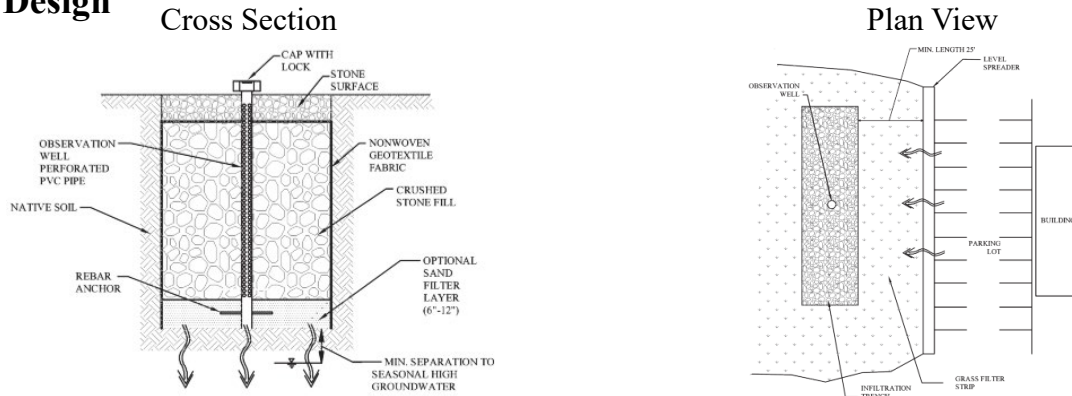 Design
Cross Section
CAP WITH
LOCK
STONE
SURFACE
OBSERVATION
WELL
PERFORATED
PVC PIPE
NONWOVEN
GEOTEXTILE
FABRIC
CRUSHED
STONE FILL
NATIVE SOIL
REBAR
ANCHOR
OPTIONAL
SAND
FILTER
LAYER
(6"-12")
MIN. SEPARATION TO
SEASONAL HIGH
GROUNDWATER
Plan View
MIN. LENGTH 25'
LEVEL
SPREADER
OBSERVATION
WELL
BUILDING
PARKING
LOT
GRASS FILTER
STRIP
INFILTRATION
TRENCH